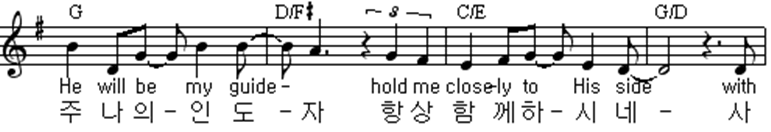 G D/F# 3 C/E G/D
He will be my guide - hold me close-ly to His side with
주 나 의 - 인 도 - 자 항 상 함 께 하 - 시 네 - 사